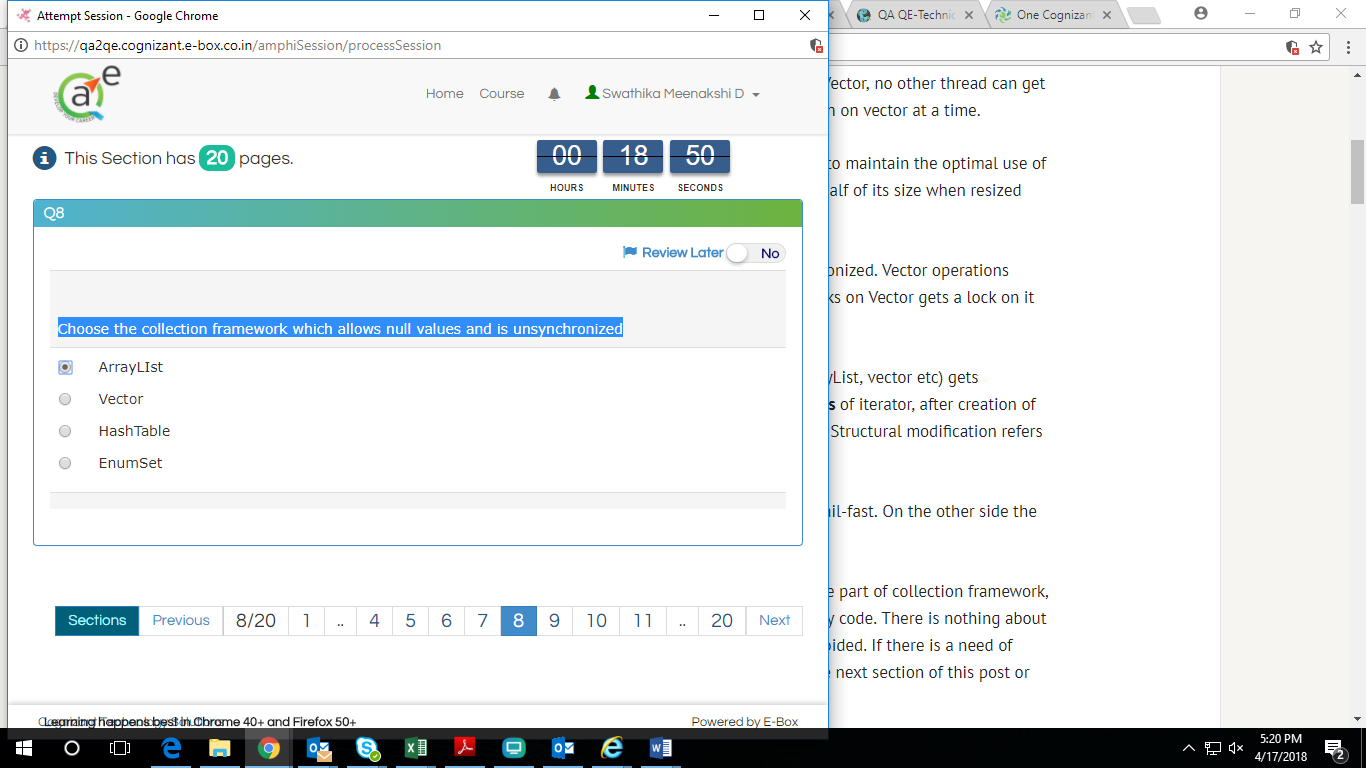 Attempt Session - Google Chrome
QA QE-Technic
One Cognizan
https://qa2qe.cognizant.e-box.co.in/amphiSession/processSession
a e
Home Course Swathika Meenakshi D
This Section has 20 pages.
00 18 50
HOURS MINUTES SECONDS
Q8
Review Later No
Choose the collection framework which allows null values and is unsynchronized
ArrayLIst
Vector
HashTable
EnumSet
Sections Previous 8/20 1 .. 4 5 6 7 8 9 10 11 .. 20 Next
Learning happens best in Chrome 40+ and Firefox 50+
Powered by E-Box
Vector, no other thread can get
n on vector at a time.
to maintain the optimal use of
alf of its size when resized
onized. Vector operations
ks on Vector gets a lock on it
yList, vector etc) gets
s of iterator, after creation of
Structural modification refers
ail-fast. On the other side the
e part of collection framework,
y code. There is nothing about
ided. If there is a need of
e next section of this post or
5:20 PM
4/17/2018
2